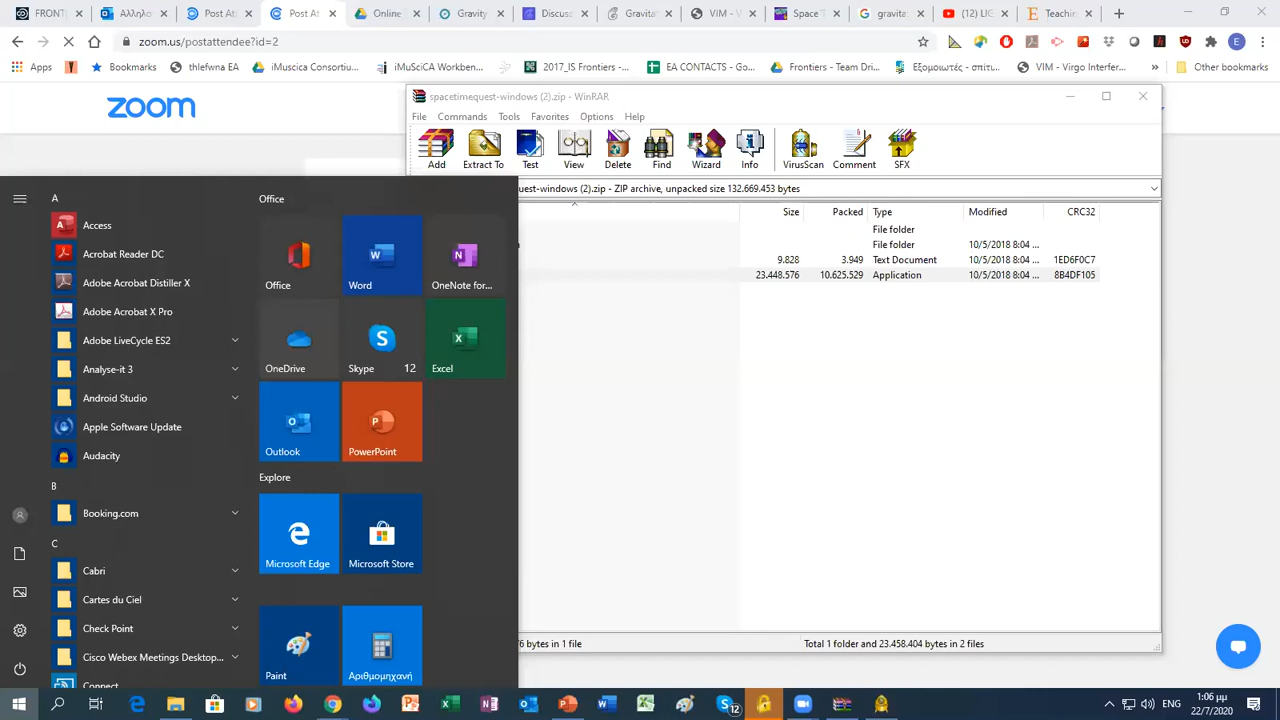 FRONTI
Αλληλο
Post Att
Post At
Online
Gravity
Discuss
Gravitat
VIM - V
Space T
gravitat
(12) LIG
Teachin
zoom.us/postattendee?id=2
Apps
Bookmarks
thlefwna EA
iMuscica Consortiu...
iMuSciCA Workben...
2017_IS Frontiers -...
EA CONTACTS - Go...
Frontiers - Team Dri...
Εξομοιωτές - σπιτυ...
VIM - Virgo Interfer...
»
Other bookmarks
zoom
spacetimequest-windows (2).zip - WinRAR
File Commands Tools Favorites Options Help
Add Extract To Test View Delete Find Wizard Info VirusScan Comment SFX
quest-windows (2).zip - ZIP archive, unpacked size 132.669.453 bytes
Size Packed Type Modified CRC32
File folder
File folder 10/5/2018 8:04 ...
9.828 3.949 Text Document 10/5/2018 8:04 ... 1ED6F0C7
23.448.576 10.625.529 Application 10/5/2018 8:04 ... 8B4DF105
6 bytes in 1 file
Total 1 folder and 23.458.404 bytes in 2 files
A
Access
Acrobat Reader DC
Adobe Acrobat Distiller X
Adobe Acrobat X Pro
Adobe LiveCycle ES2
Analyse-it 3
Android Studio
Apple Software Update
Audacity
B
Booking.com
C
Cabri
Cartes du Ciel
Check Point
Cisco Webex Meetings Desktop...
Connect
Office
Office
Word
OneNote for...
OneDrive
Skype 12
Excel
Outlook
PowerPoint
Explore
Microsoft Edge
Microsoft Store
Paint
Αριθμομηχανή
12
ENG
1:06 μμ
22/7/2020